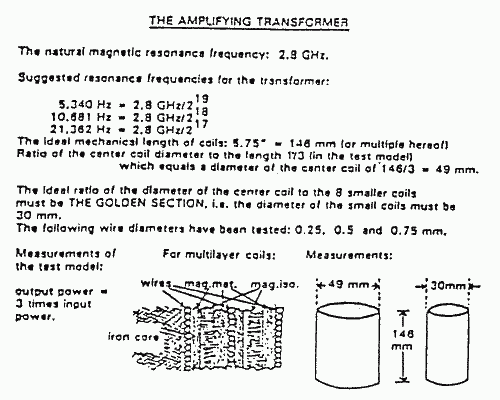 THE AMPLIFYING TRANSFORMER
The natural magnetic resonance frequency: 2.8 GHz.
Suggested resonance frequencies for the transformer:
5,340 Hz = 2.8 GHz/2 19
10.681 Hz = 2.8 GHz/2 18
21,362 Hz = 2.8 GHz/2 17
The ideal mechanical length of coils: 5.75" = 146 mm (or multiple hereof)
Ratio of the center coil diameter to the length 1/3 (in the test model)
which equals a diameter of the center coil of 146/3 = 49 mm.
The ideal ratio of the diameter of the center coil to the 8 smaller coils
must be THE GOLDEN SECTION, i.e. the diameter of the small coils must be
30 mm.
The following wire diameters have been tested: 0.25, 0.5 and 0.75 mm.
Measurements of
the test model:
output power =
3 times input
power.
For multilayer coils:
wires mag.mat. mag.iso.
iron core
Measurements:
49 mm
30mm
146
mm